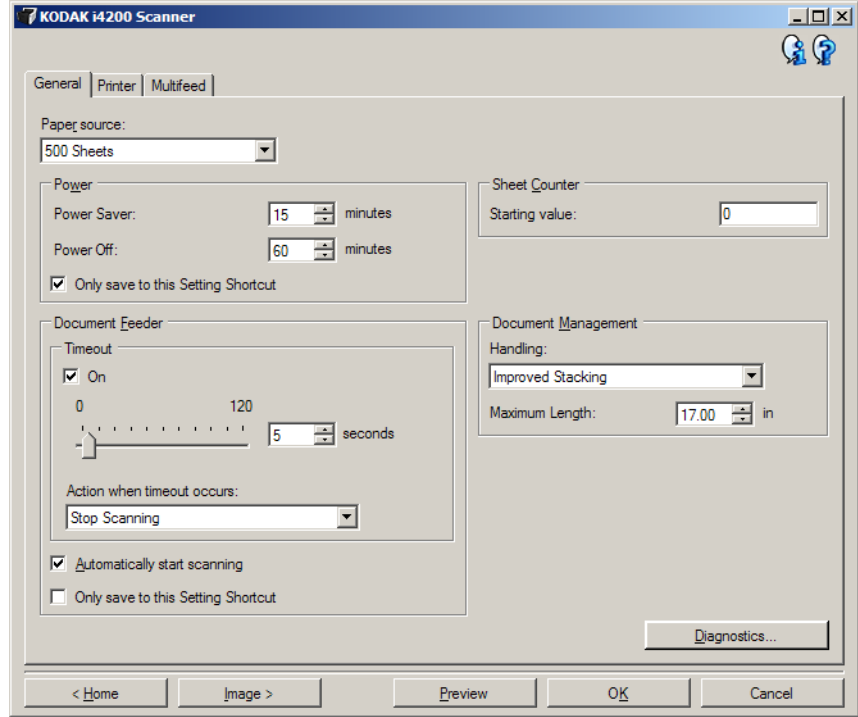 KODAK i4200 Scanner
General Printer Multifeed
Paper source:
500 Sheets
Power
Power Saver: 15 minutes
Power Off: 60 minutes
Only save to this Setting Shortcut
Sheet Counter
Starting value: 0
Document Feeder
Timeout
On
0 120
5 seconds
Action when timeout occurs:
Stop Scanning
Automatically start scanning
Only save to this Setting Shortcut
Document Management
Handling:
Improved Stacking
Maximum Length: 17.00 in
Diagnostics...
< Home Image > Preview OK Cancel